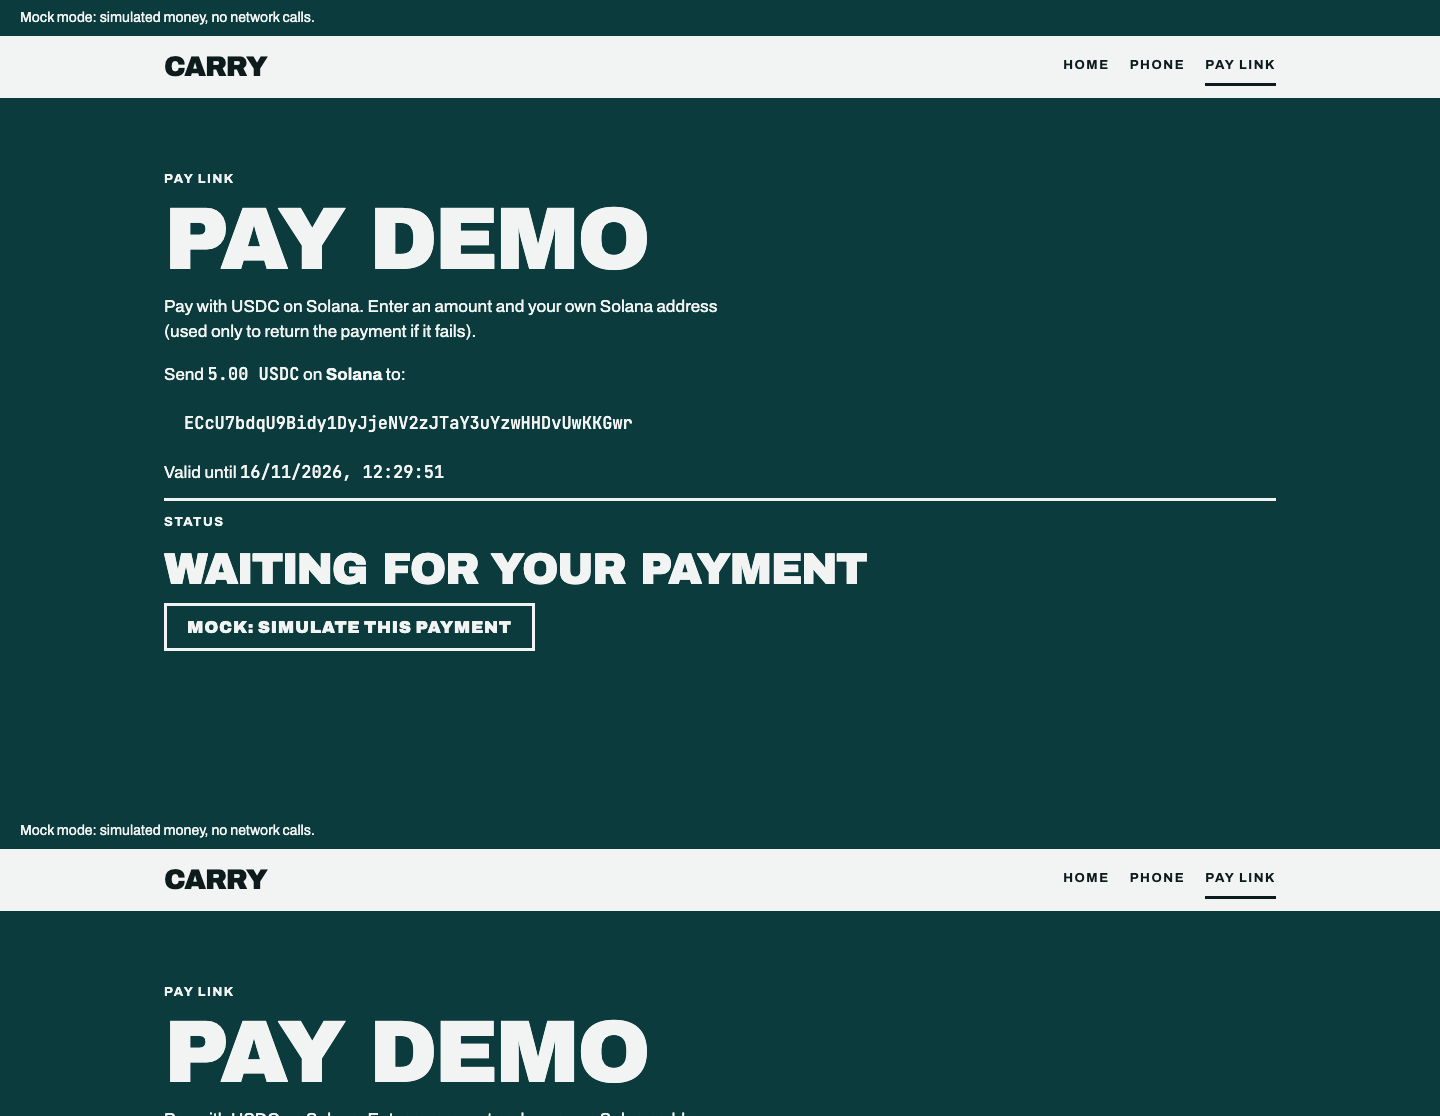 Mock mode: simulated money, no network calls.
CARRY
HOME PHONE PAY LINK
PAY LINK
PAY DEMO
Pay with USDC on Solana. Enter an amount and your own Solana address
(used only to return the payment if it fails).
Send 5.00 USDC on Solana to:
ECcU7bdqU9Bidy1DyJjeNV2zJTaY3uYzwHHDvUwKKGwr
Valid until 16/11/2026, 12:29:51
STATUS
WAITING FOR YOUR PAYMENT
MOCK: SIMULATE THIS PAYMENT
Mock mode: simulated money, no network calls.
CARRY
HOME PHONE PAY LINK
PAY LINK
PAY DEMO